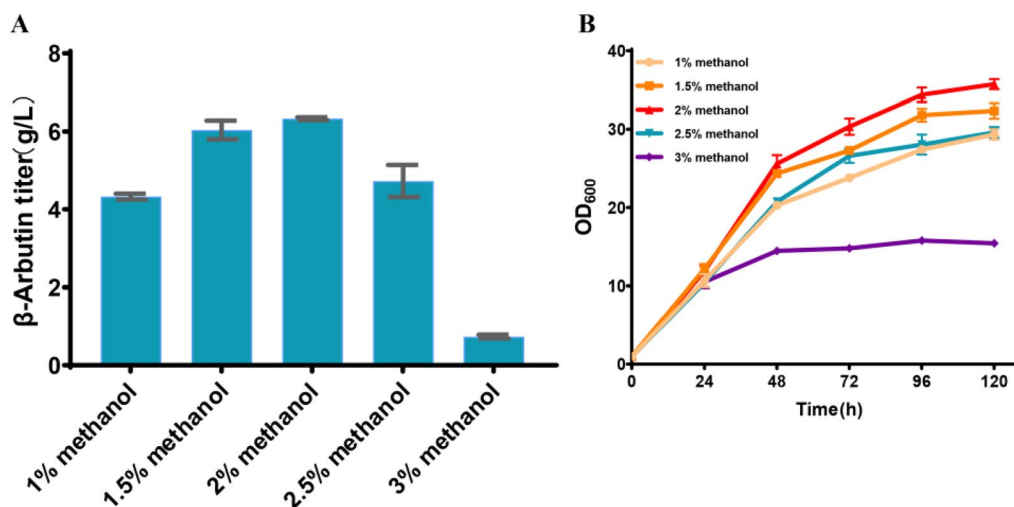 A
β-Arbutin titer(g/L)
8
6
4
2
0
1% methanol
1.5% methanol
2% methanol
2.5% methanol
3% methanol
B
OD600
40
30
20
10
0
1% methanol
1.5% methanol
2% methanol
2.5% methanol
3% methanol
0 24 48 72 96 120
Time(h)